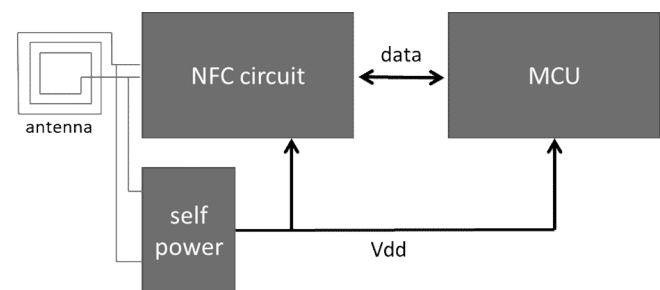 NFC circuit
data
MCU
antenna
self
power
Vdd